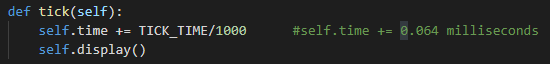 def tick(self):
    self.time += TICK_TIME/1000      #self.time += 0.064 milliseconds
    self.display()